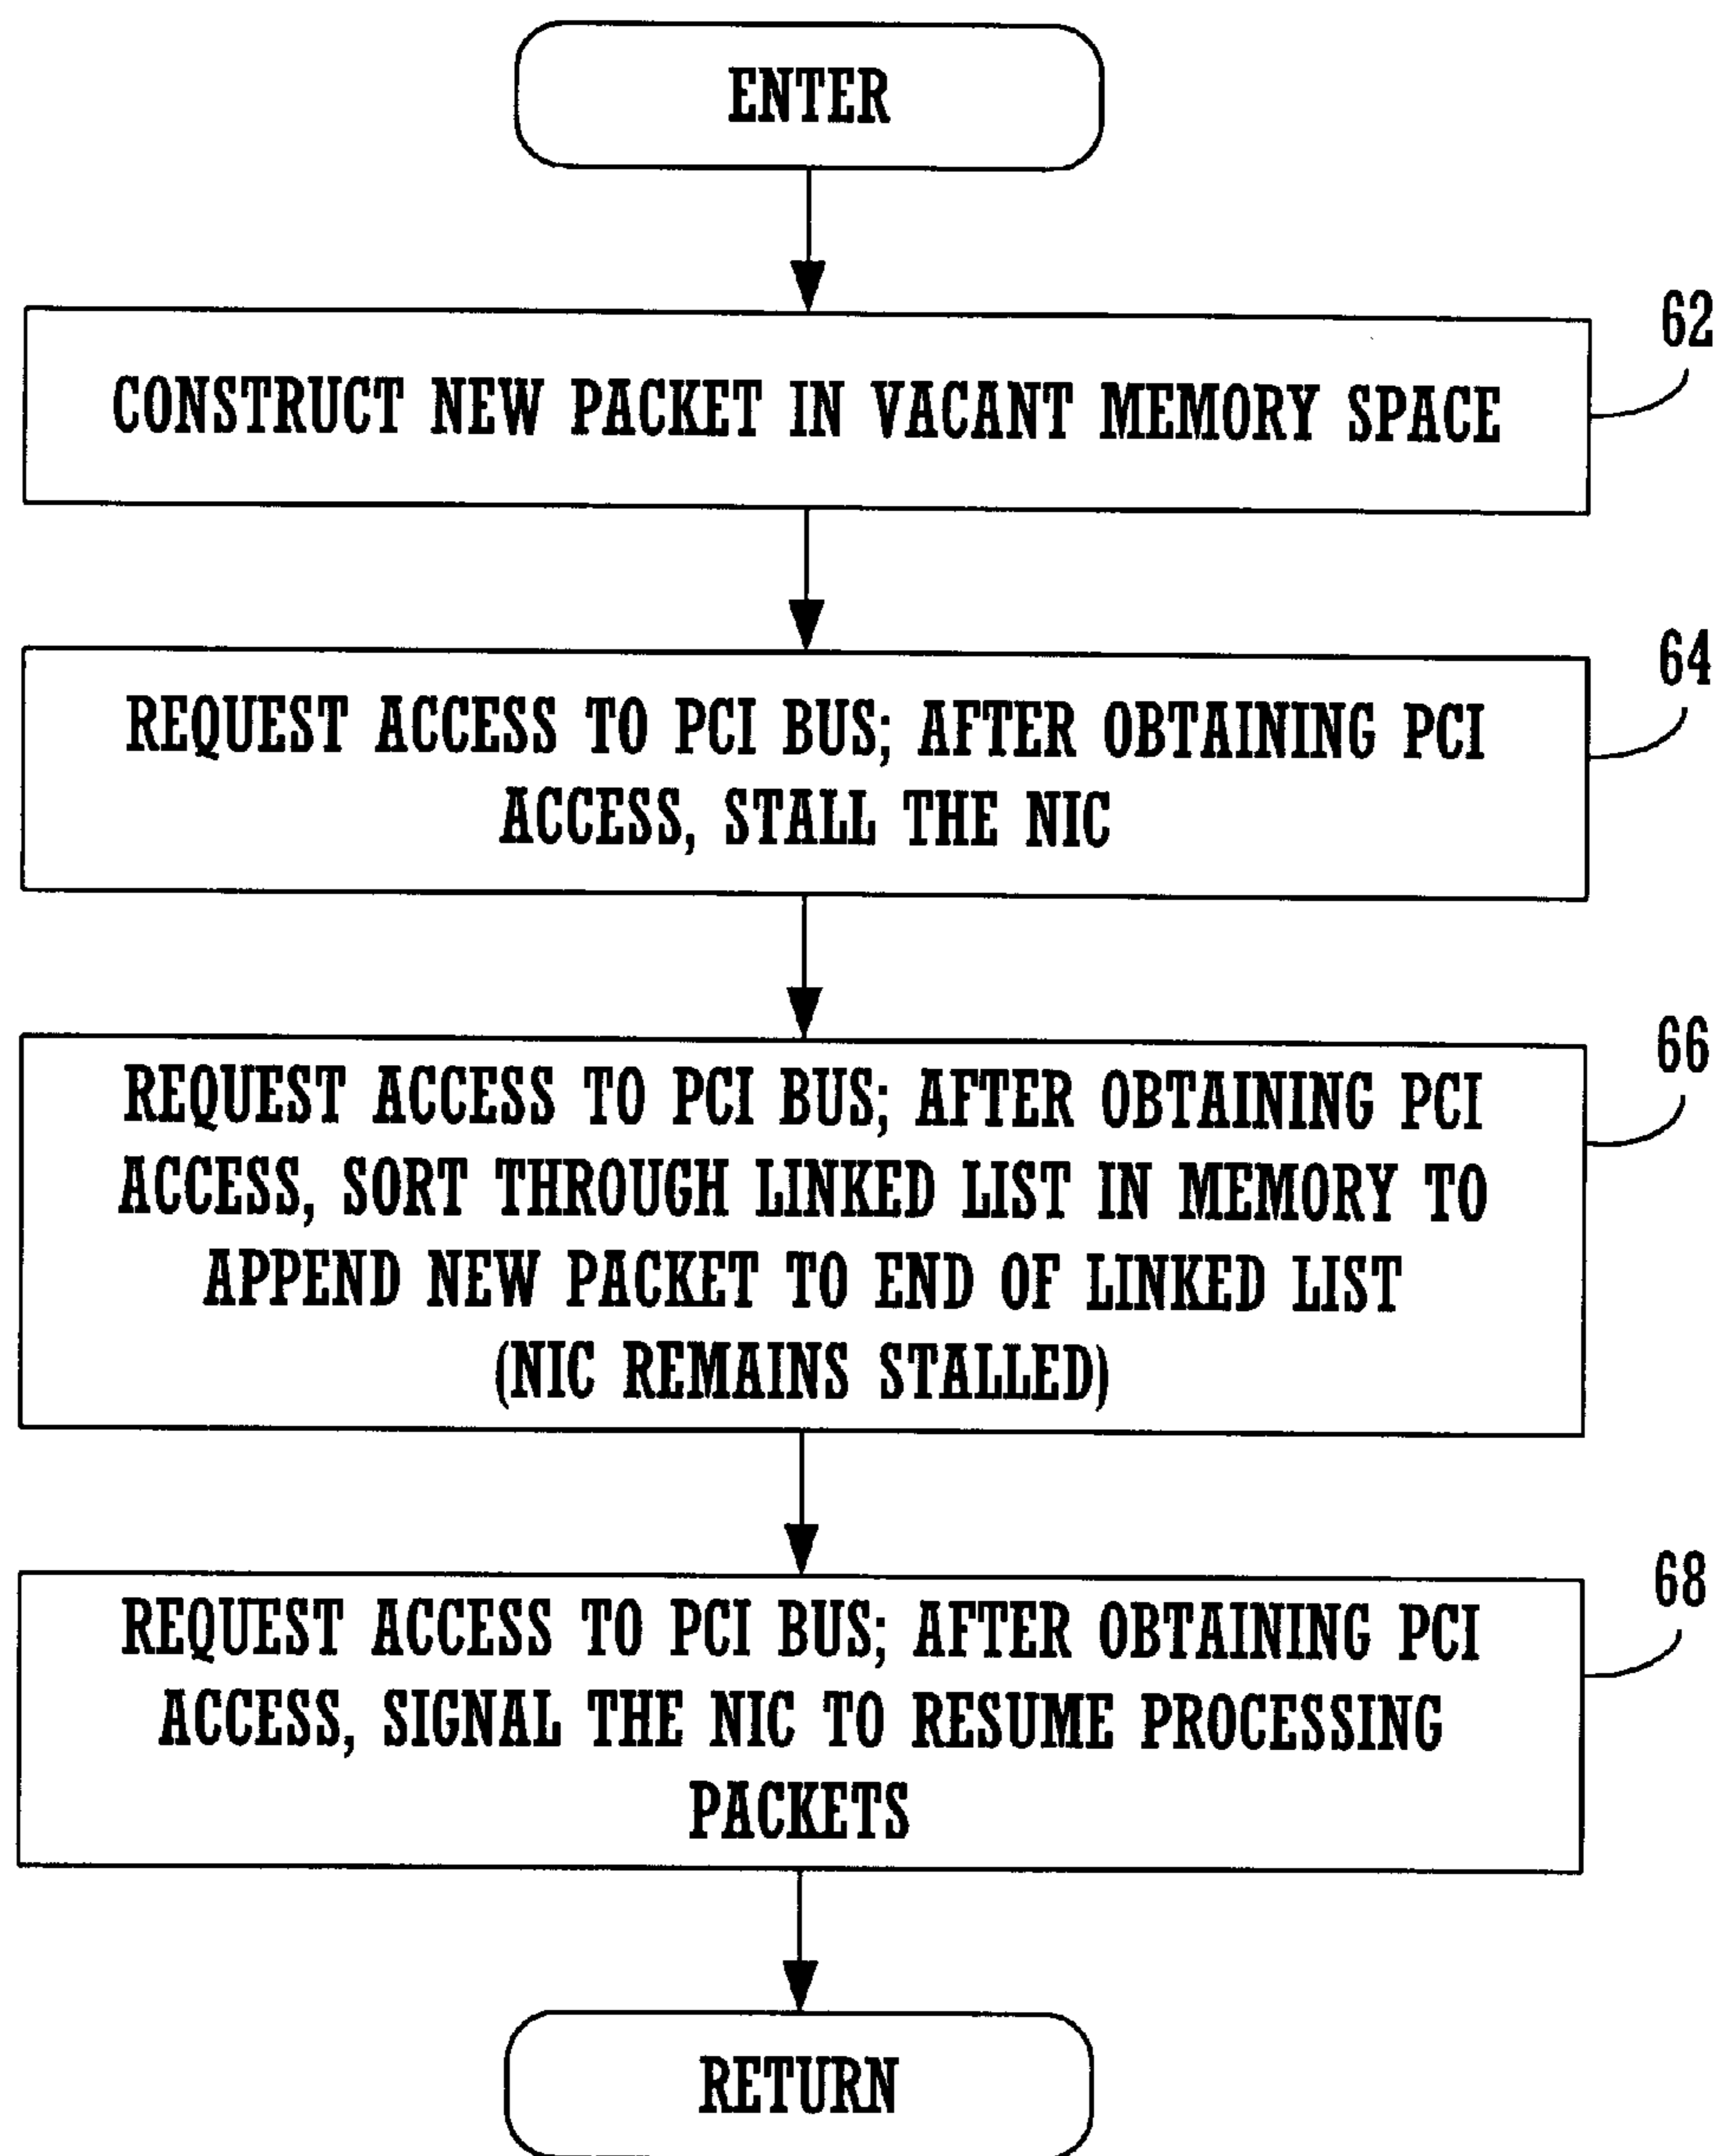 ENTER
62
CONSTRUCT NEW PACKET IN VACANT MEMORY SPACE
64
REQUEST ACCESS TO PCI BUS; AFTER OBTAINING PCI
ACCESS, STALL THE NIC
66
REQUEST ACCESS TO PCI BUS; AFTER OBTAINING PCI
ACCESS, SORT THROUGH LINKED LIST IN MEMORY TO
APPEND NEW PACKET TO END OF LINKED LIST
(NIC REMAINS STALLED)
68
REQUEST ACCESS TO PCI BUS; AFTER OBTAINING PCI
ACCESS, SIGNAL THE NIC TO RESUME PROCESSING
PACKETS
RETURN